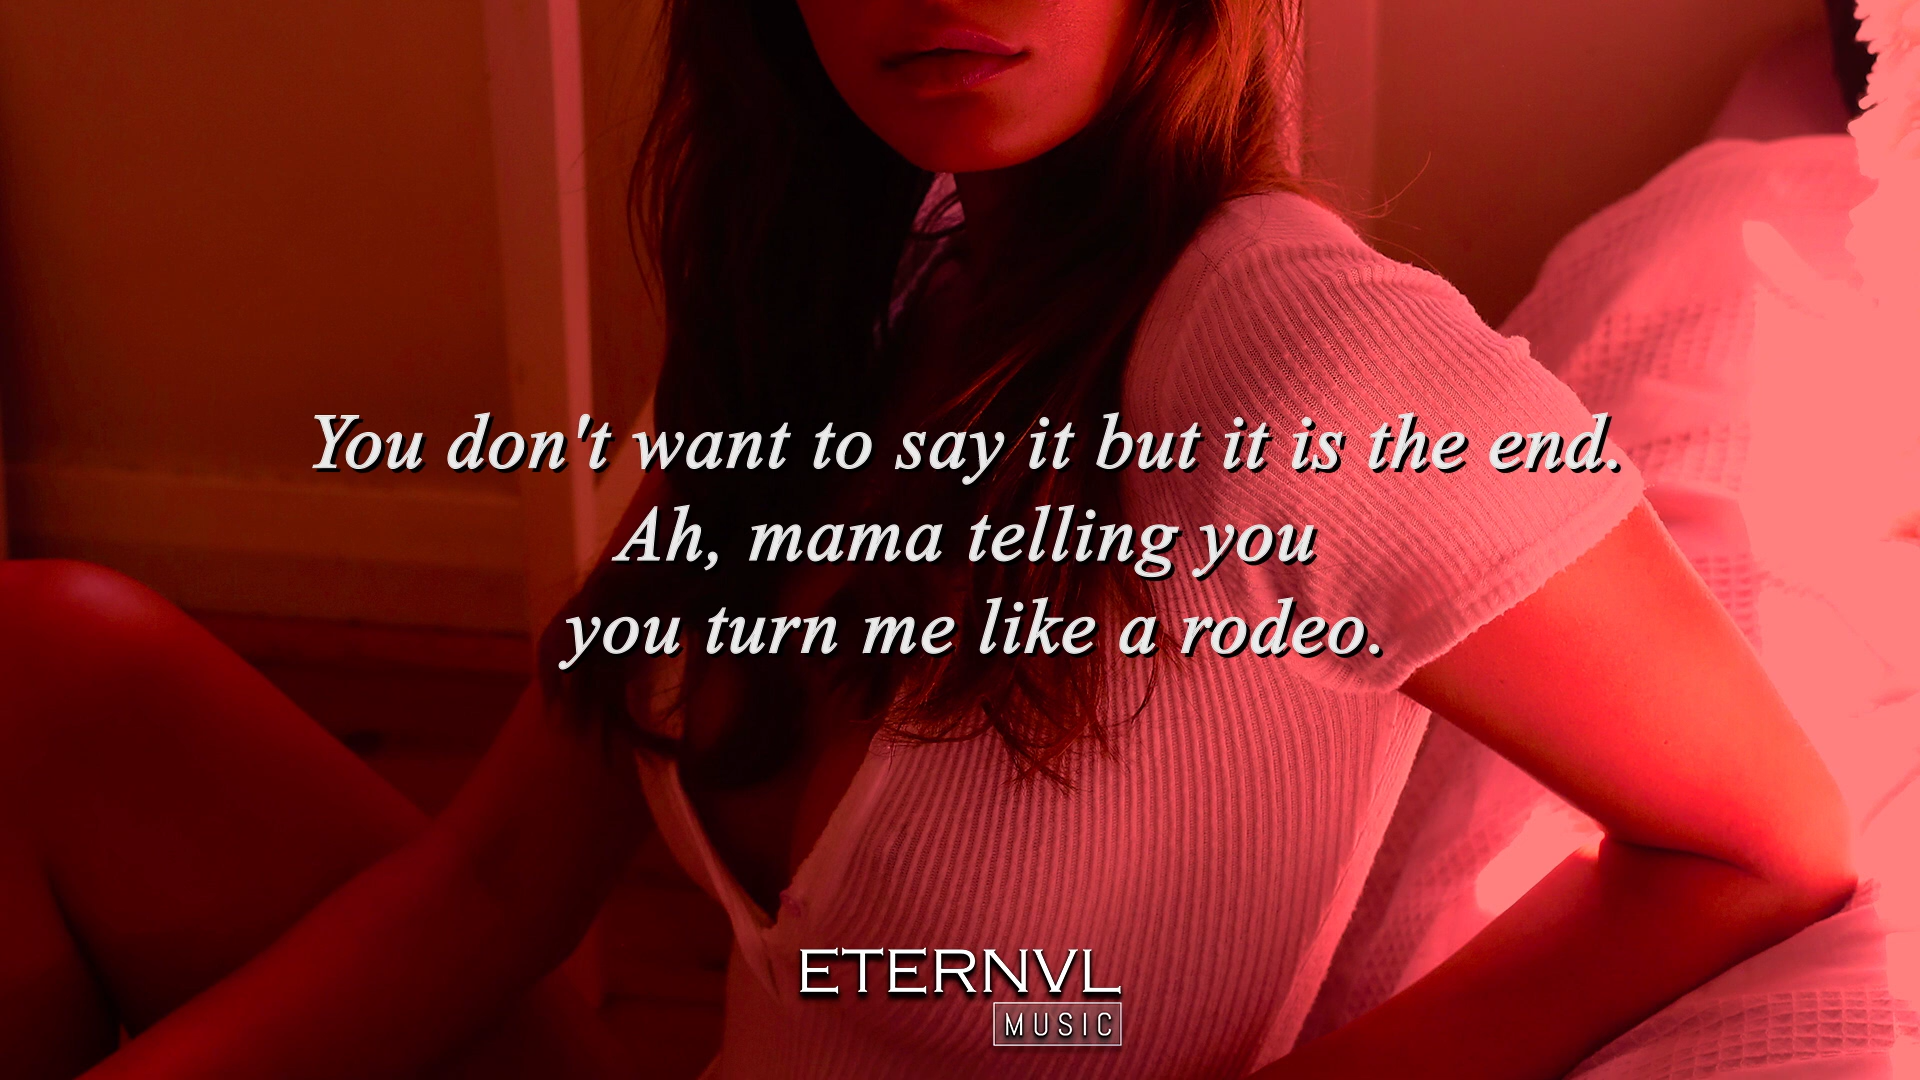 You don't want to say it but it is the end.
Ah, mama telling you
you turn me like a rodeo.
ETERNVL
MUSIC